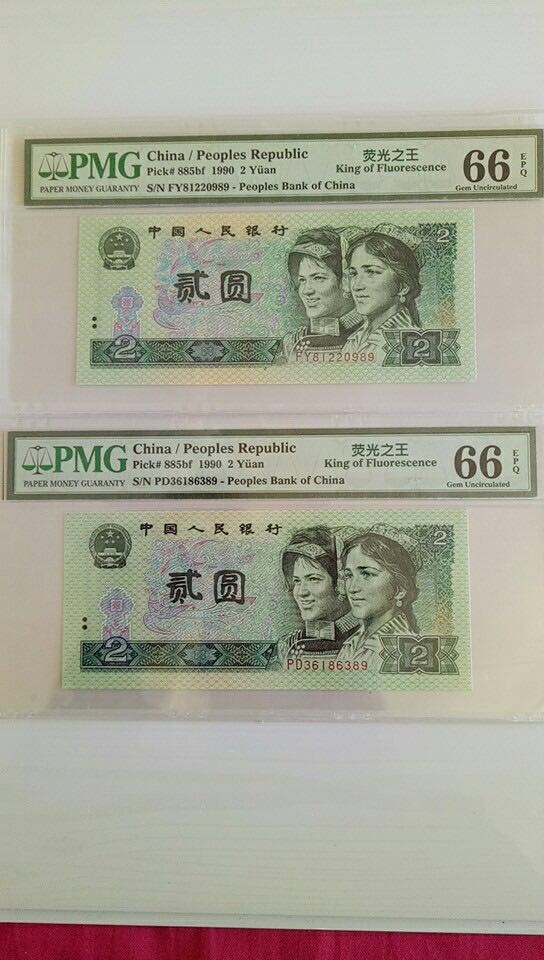 PMG
PAPER MONEY GUARANTY
China / Peoples Republic
Pick# 885bf 1990 2 Yüan
S/N FY81220989 - Peoples Bank of China
荧光之王
King of Fluorescence
66 EPQ
Gem Uncirculated
中国人民银行
贰圆
2
2
2
FY81220989
PMG
PAPER MONEY GUARANTY
China / Peoples Republic
Pick# 885bf 1990 2 Yüan
S/N PD36186389 - Peoples Bank of China
荧光之王
King of Fluorescence
66 EPQ
Gem Uncirculated
中国人民银行
贰圆
2
2
2
PD36186389